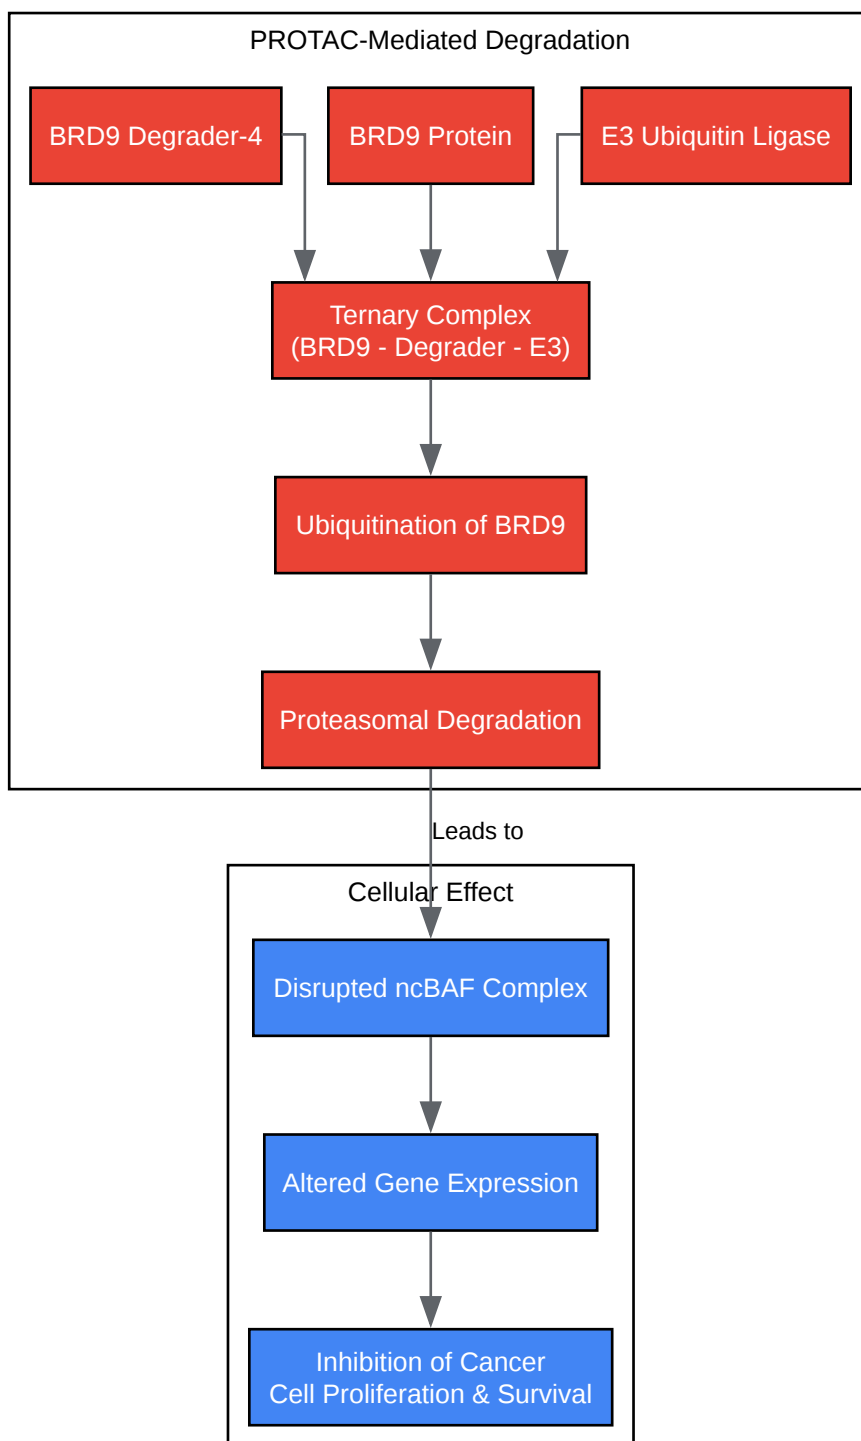 PROTAC-Mediated Degradation
BRD9 Degrader-4
BRD9 Protein
E3 Ubiquitin Ligase
Ternary Complex
(BRD9 - Degrader - E3)
Ubiquitination of BRD9
Proteasomal Degradation
Leads to
Cellular Effect
Disrupted ncBAF Complex
Altered Gene Expression
Inhibition of Cancer
Cell Proliferation & Survival